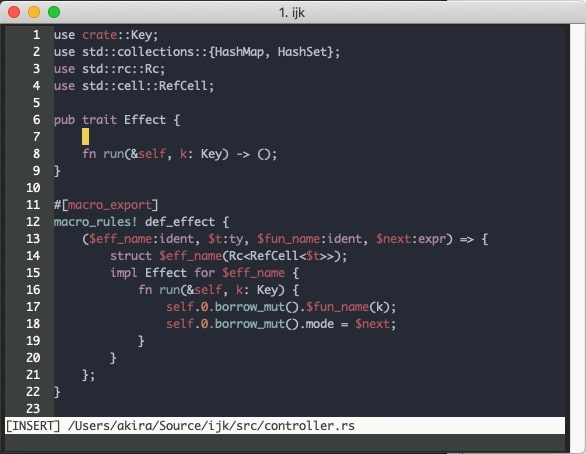 1. ijk
1 use crate::Key;
2 use std::collections::{HashMap, HashSet};
3 use std::rc::Rc;
4 use std::cell::RefCell;
5
6 pub trait Effect {
7
8     fn run(&self, k: Key) -> ();
9 }
10
11 #[macro_export]
12 macro_rules! def_effect {
13     ($eff_name:ident, $t:ty, $fun_name:ident, $next:expr) => {
14         struct $eff_name(Rc<RefCell<$t>>);
15         impl Effect for $eff_name {
16             fn run(&self, k: Key) {
17                 self.0.borrow_mut().$fun_name(k);
18                 self.0.borrow_mut().mode = $next;
19             }
20         }
21     };
22 }
23
[INSERT] /Users/akira/Source/ijk/src/controller.rs